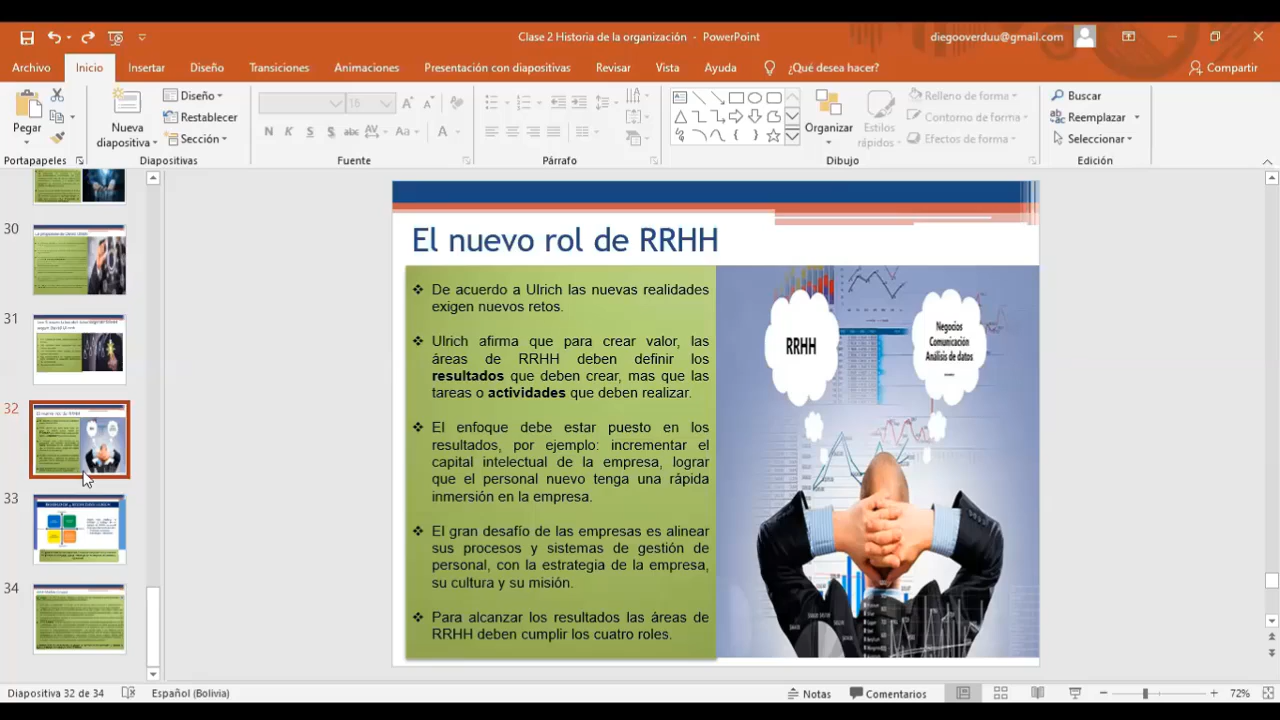 Clase 2 Historia de la organización - PowerPoint
diegooverduu@gmail.com
Archivo
Inicio
Insertar
Diseño
Transiciones
Animaciones
Presentación con diapositivas
Revisar
Vista
Ayuda
¿Qué desea hacer?
Compartir
Pegar
Portapapeles
Nueva
diapositiva
Diseño
Restablecer
Sección
Diapositivas
18
N K S S abc AV Aa A
Fuente
Párrafo
Organizar
Estilos
rápidos
Relleno de forma
Contorno de forma
Efectos de forma
Dibujo
Buscar
Reemplazar
Seleccionar
Edición
30
31
32
El nuevo rol de RRHH
33
34
El nuevo rol de RRHH
De acuerdo a Ulrich las nuevas realidades
exigen nuevos retos.
Ulrich afirma que para crear valor, las
áreas de RRHH deben definir los
resultados que deben crear, mas que las
tareas o actividades que deben realizar.
El enfoque debe estar puesto en los
resultados, por ejemplo: incrementar el
capital intelectual de la empresa, lograr
que el personal nuevo tenga una rápida
inmersión en la empresa.
El gran desafío de las empresas es alinear
sus procesos y sistemas de gestión de
personal, con la estrategia de la empresa,
su cultura y su misión.
Para alcanzar los resultados las áreas de
RRHH deben cumplir los cuatro roles.
RRHH
Negocios
Comunicación
Análisis de datos
Diapositiva 32 de 34
Español (Bolivia)
Notas
Comentarios
72%